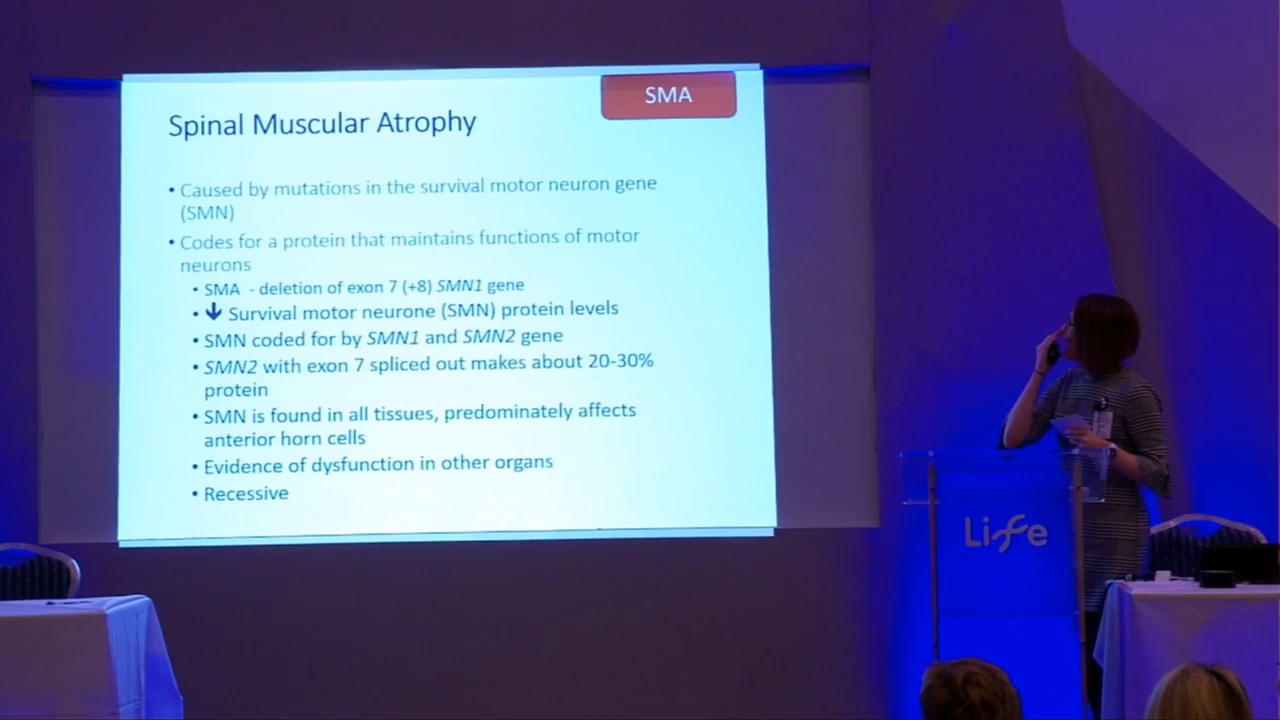 SMA
Spinal Muscular Atrophy
• Caused by mutations in the survival motor neuron gene
(SMN)
• Codes for a protein that maintains functions of motor
neurons
• SMA - deletion of exon 7 (+8) SMN1 gene
• ↓ Survival motor neurone (SMN) protein levels
• SMN coded for by SMN1 and SMN2 gene
• SMN2 with exon 7 spliced out makes about 20-30%
protein
• SMN is found in all tissues, predominately affects
anterior horn cells
• Evidence of dysfunction in other organs
• Recessive
Life